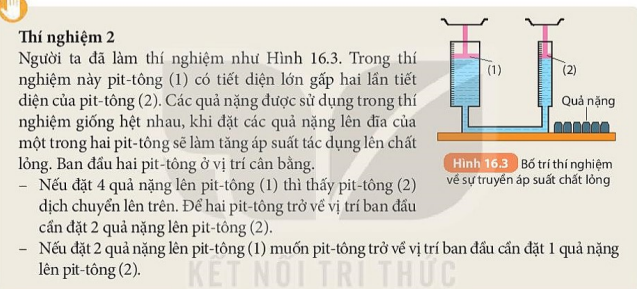 Thí nghiệm 2
Người ta đã làm thí nghiệm như Hình 16.3. Trong thí
nghiệm này pit-tông (1) có tiết diện lớn gấp hai lần tiết
diện của pit-tông (2). Các quả nặng được sử dụng trong thí
nghiệm giống hệt nhau, khi đặt các quả nặng lên đĩa của
một trong hai pit-tông sẽ làm tăng áp suất tác dụng lên chất
lỏng. Ban đầu hai pit-tông ở vị trí cân bằng.
– Nếu đặt 4 quả nặng lên pit-tông (1) thì thấy pit-tông (2)
dịch chuyển lên trên. Để hai pit-tông trở về vị trí ban đầu
cần đặt 2 quả nặng lên pit-tông (2).
– Nếu đặt 2 quả nặng lên pit-tông (1) muốn pit-tông trở về vị trí ban đầu cần đặt 1 quả nặng
lên pit-tông (2).
(1)
(2)
Quả nặng
Hình 16.3 Bố trí thí nghiệm
về sự truyền áp suất chất lỏng
KẾT NỐI TRI THỨC